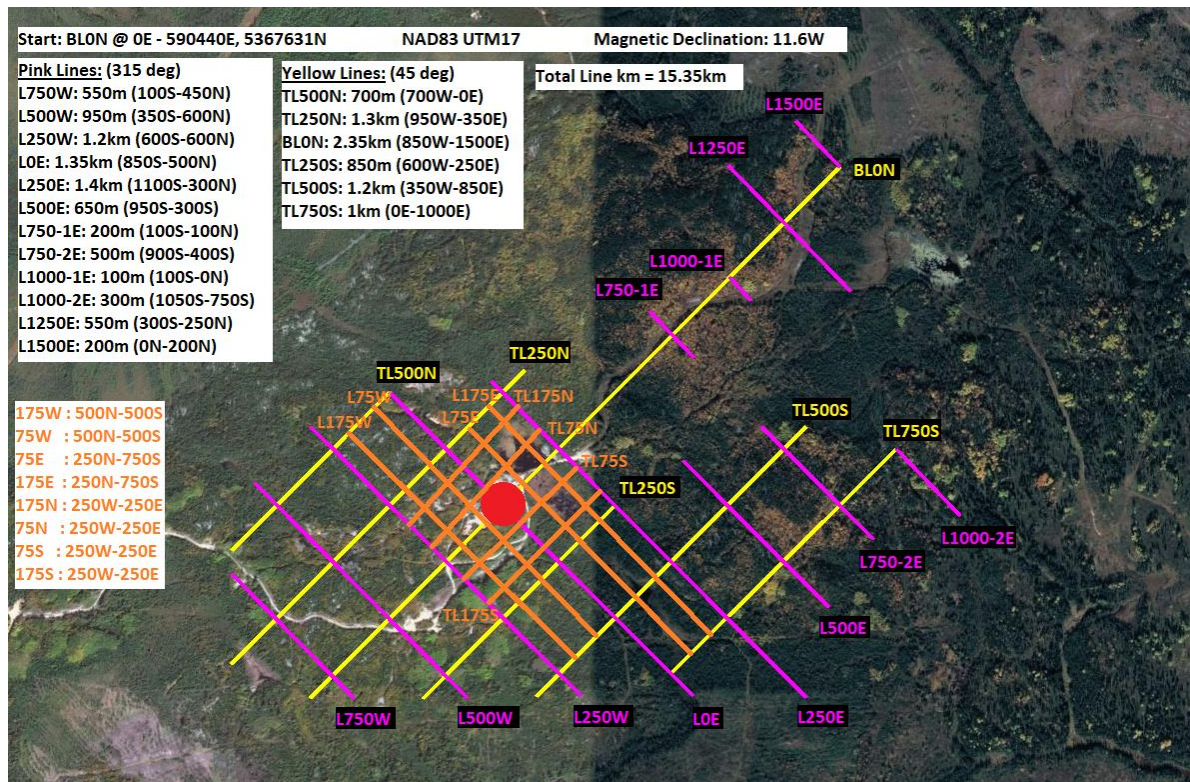 Start: BL0N @ 0E - 590440E, 5367631N NAD83 UTM17 Magnetic Declination: 11.6W
Pink Lines: (315 deg)
L750W: 550m (100S-450N)
L500W: 950m (350S-600N)
L250W: 1.2km (600S-600N)
L0E: 1.35km (850S-500N)
L250E: 1.4km (1100S-300N)
L500E: 650m (950S-300S)
L750-1E: 200m (100S-100N)
L750-2E: 500m (900S-400S)
L1000-1E: 100m (100S-0N)
L1000-2E: 300m (1050S-750S)
L1250E: 550m (300S-250N)
L1500E: 200m (0N-200N)
Yellow Lines: (45 deg)
TL500N: 700m (700W-0E)
TL250N: 1.3km (950W-350E)
BL0N: 2.35km (850W-1500E)
TL250S: 850m (600W-250E)
TL500S: 1.2km (350W-850E)
TL750S: 1km (0E-1000E)
Total Line km = 15.35km
L1500E
L1250E
BL0N
L1000-1E
L750-1E
TL250N
TL500N
L75W
L175E
TL175N
L175W
L75E
TL75N
TL500S
TL750S
TL75S
TL250S
175W : 500N-500S
75W : 500N-500S
75E : 250N-750S
175E : 250N-750S
175N : 250W-250E
75N : 250W-250E
75S : 250W-250E
175S : 250W-250E
L1000-2E
L750-2E
TL175S
L500E
L750W
L500W
L250W
L0E
L250E